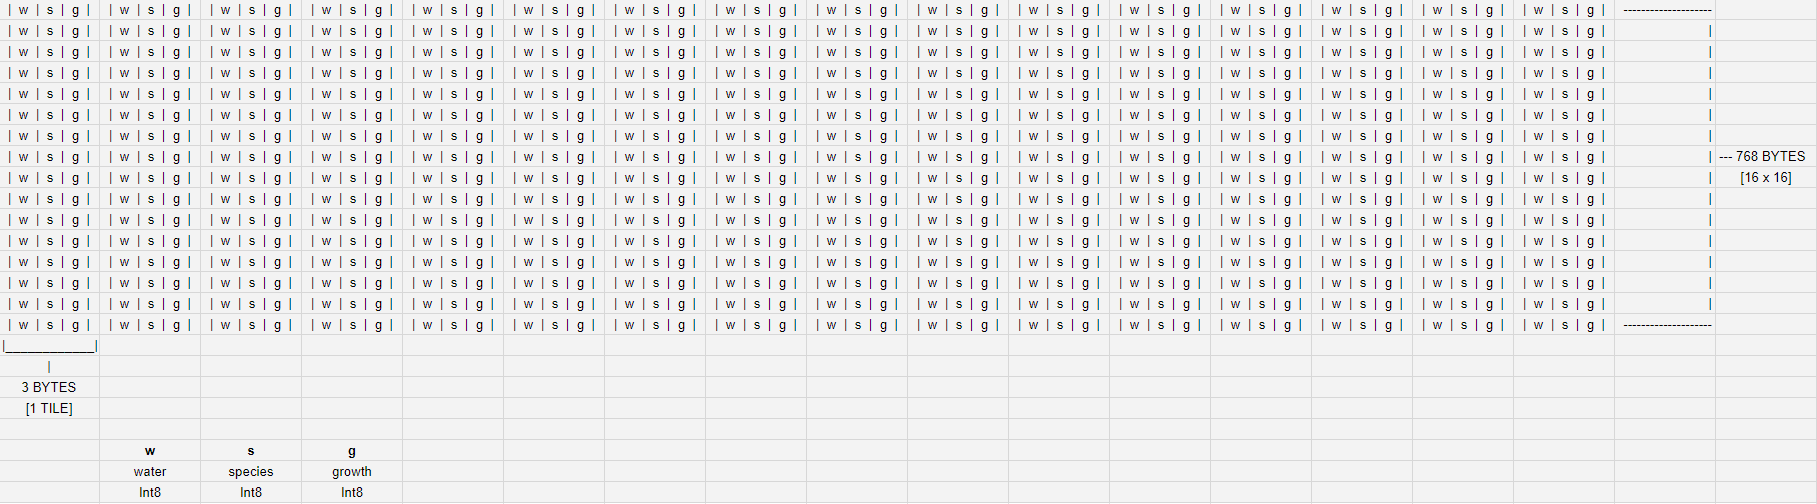 | w | s | g | | w | s | g | | w | s | g | | w | s | g | | w | s | g | | w | s | g | | w | s | g | | w | s | g | | w | s | g | | w | s | g | | w | s | g | | w | s | g | | w | s | g | | w | s | g | | w | s | g | | w | s | g | --------------------
| w | s | g | | w | s | g | | w | s | g | | w | s | g | | w | s | g | | w | s | g | | w | s | g | | w | s | g | | w | s | g | | w | s | g | | w | s | g | | w | s | g | | w | s | g | | w | s | g | | w | s | g | | w | s | g | |
| w | s | g | | w | s | g | | w | s | g | | w | s | g | | w | s | g | | w | s | g | | w | s | g | | w | s | g | | w | s | g | | w | s | g | | w | s | g | | w | s | g | | w | s | g | | w | s | g | | w | s | g | | w | s | g | |
| w | s | g | | w | s | g | | w | s | g | | w | s | g | | w | s | g | | w | s | g | | w | s | g | | w | s | g | | w | s | g | | w | s | g | | w | s | g | | w | s | g | | w | s | g | | w | s | g | | w | s | g | | w | s | g | |
| w | s | g | | w | s | g | | w | s | g | | w | s | g | | w | s | g | | w | s | g | | w | s | g | | w | s | g | | w | s | g | | w | s | g | | w | s | g | | w | s | g | | w | s | g | | w | s | g | | w | s | g | | w | s | g | |
| w | s | g | | w | s | g | | w | s | g | | w | s | g | | w | s | g | | w | s | g | | w | s | g | | w | s | g | | w | s | g | | w | s | g | | w | s | g | | w | s | g | | w | s | g | | w | s | g | | w | s | g | | w | s | g | |
| w | s | g | | w | s | g | | w | s | g | | w | s | g | | w | s | g | | w | s | g | | w | s | g | | w | s | g | | w | s | g | | w | s | g | | w | s | g | | w | s | g | | w | s | g | | w | s | g | | w | s | g | | w | s | g | |
| w | s | g | | w | s | g | | w | s | g | | w | s | g | | w | s | g | | w | s | g | | w | s | g | | w | s | g | | w | s | g | | w | s | g | | w | s | g | | w | s | g | | w | s | g | | w | s | g | | w | s | g | | w | s | g | | --- 768 BYTES
| w | s | g | | w | s | g | | w | s | g | | w | s | g | | w | s | g | | w | s | g | | w | s | g | | w | s | g | | w | s | g | | w | s | g | | w | s | g | | w | s | g | | w | s | g | | w | s | g | | w | s | g | | w | s | g | | [16 x 16]
| w | s | g | | w | s | g | | w | s | g | | w | s | g | | w | s | g | | w | s | g | | w | s | g | | w | s | g | | w | s | g | | w | s | g | | w | s | g | | w | s | g | | w | s | g | | w | s | g | | w | s | g | | w | s | g | |
| w | s | g | | w | s | g | | w | s | g | | w | s | g | | w | s | g | | w | s | g | | w | s | g | | w | s | g | | w | s | g | | w | s | g | | w | s | g | | w | s | g | | w | s | g | | w | s | g | | w | s | g | | w | s | g | |
| w | s | g | | w | s | g | | w | s | g | | w | s | g | | w | s | g | | w | s | g | | w | s | g | | w | s | g | | w | s | g | | w | s | g | | w | s | g | | w | s | g | | w | s | g | | w | s | g | | w | s | g | | w | s | g | |
| w | s | g | | w | s | g | | w | s | g | | w | s | g | | w | s | g | | w | s | g | | w | s | g | | w | s | g | | w | s | g | | w | s | g | | w | s | g | | w | s | g | | w | s | g | | w | s | g | | w | s | g | | w | s | g | |
| w | s | g | | w | s | g | | w | s | g | | w | s | g | | w | s | g | | w | s | g | | w | s | g | | w | s | g | | w | s | g | | w | s | g | | w | s | g | | w | s | g | | w | s | g | | w | s | g | | w | s | g | | w | s | g | |
| w | s | g | | w | s | g | | w | s | g | | w | s | g | | w | s | g | | w | s | g | | w | s | g | | w | s | g | | w | s | g | | w | s | g | | w | s | g | | w | s | g | | w | s | g | | w | s | g | | w | s | g | | w | s | g | |
| w | s | g | | w | s | g | | w | s | g | | w | s | g | | w | s | g | | w | s | g | | w | s | g | | w | s | g | | w | s | g | | w | s | g | | w | s | g | | w | s | g | | w | s | g | | w | s | g | | w | s | g | | w | s | g | --------------------
|____________|
|
3 BYTES
[1 TILE]
w s g
water species growth
Int8 Int8 Int8